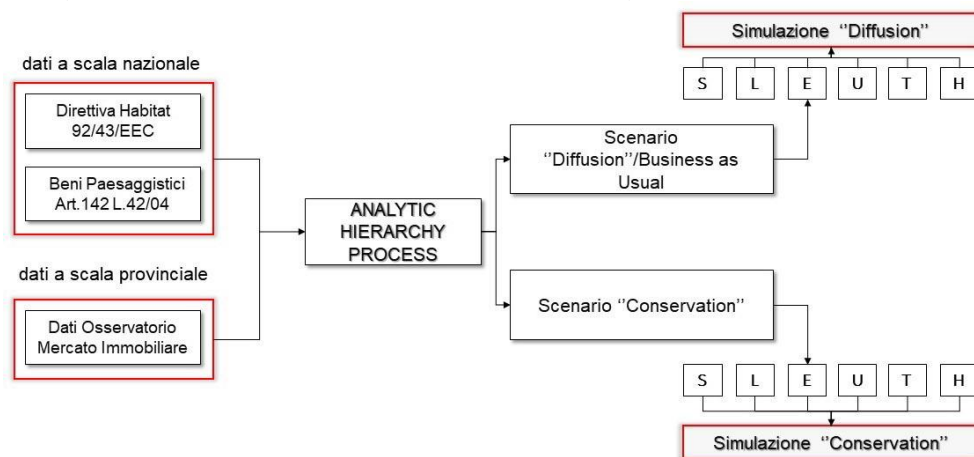 dati a scala nazionale
Direttiva Habitat
92/43/EEC
Beni Paesaggistici
Art.142 L.42/04
dati a scala provinciale
Dati Osservatorio
Mercato Immobiliare
ANALYTIC
HIERARCHY
PROCESS
Scenario
‘‘Diffusion’’/Business as
Usual
Scenario ‘‘Conservation’’
Simulazione ‘‘Diffusion’’
S L E U T H
S L E U T H
Simulazione ‘‘Conservation’’